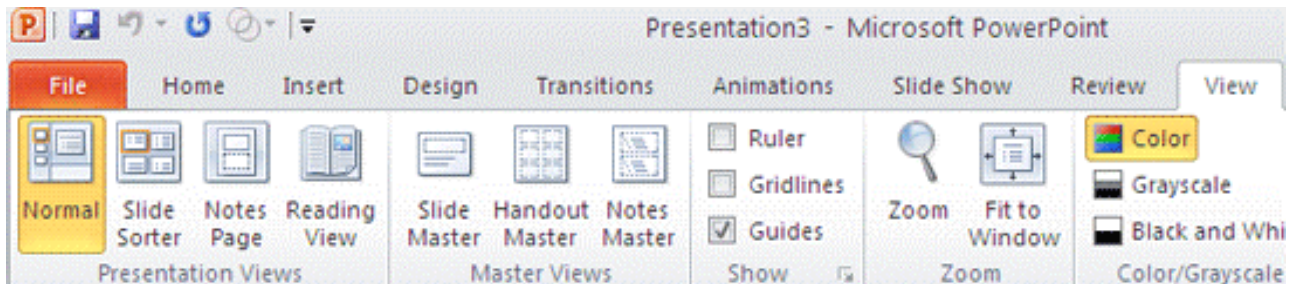 Presentation3 - Microsoft PowerPoint
File Home Insert Design Transitions Animations Slide Show Review View
Normal
Slide Sorter
Notes Page
Reading View
Slide Master
Handout Master
Notes Master
Ruler
Gridlines
Guides
Zoom
Fit to Window
Color
Grayscale
Black and Whi
Presentation Views
Master Views
Show
Zoom
Color/Grayscale